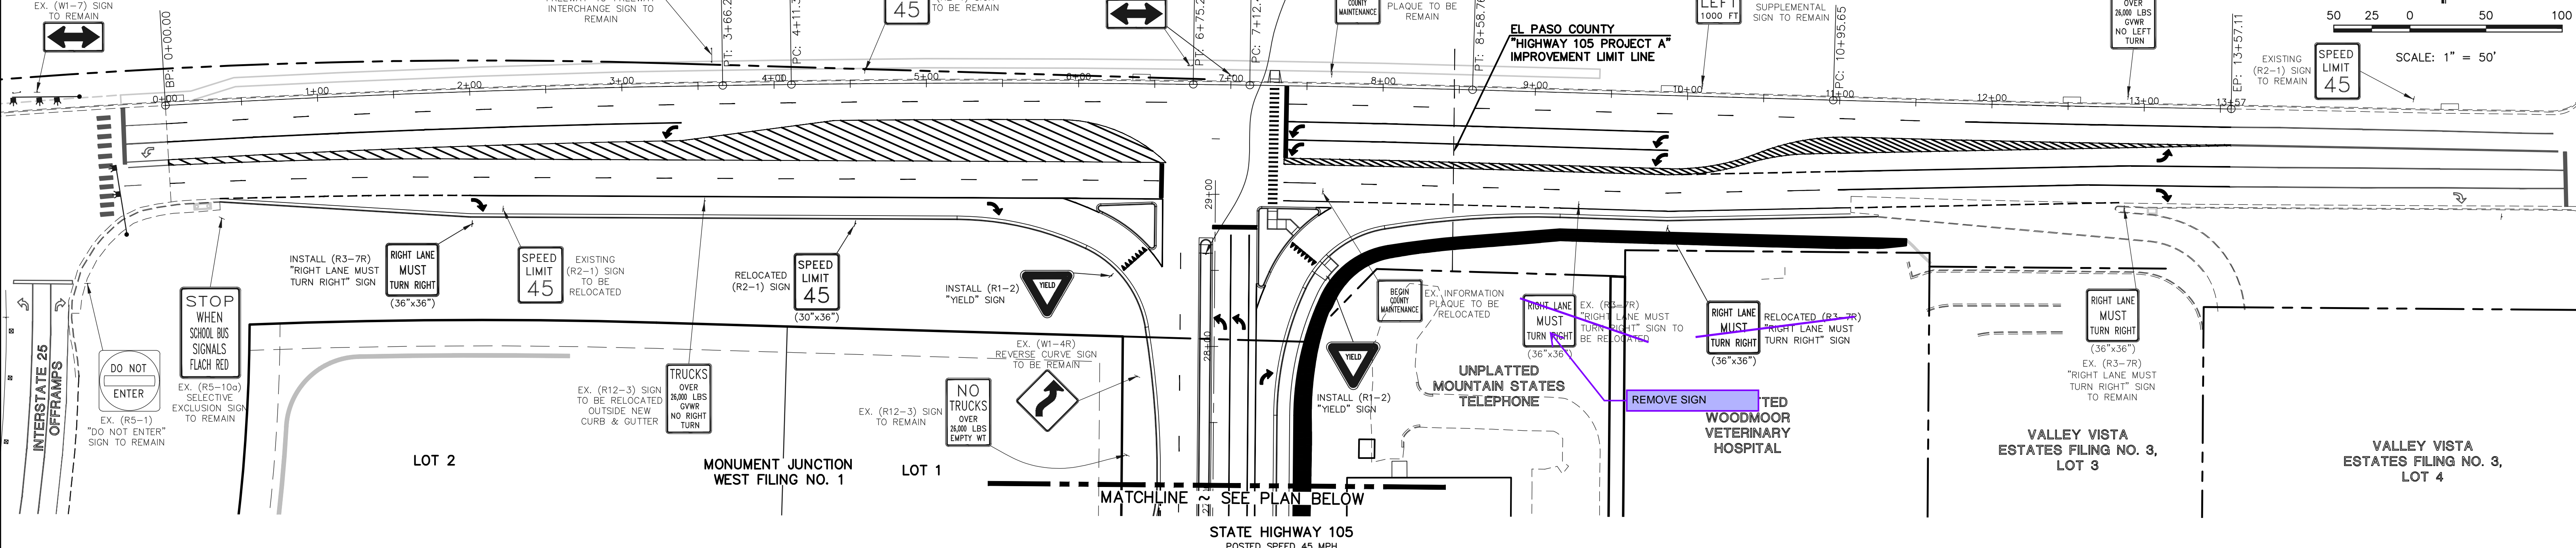 EX. (W1-7) SIGN
TO REMAIN
BP: 0+00.00
INTERCHANGE SIGN TO
REMAIN
PT: 3+66.2
PC: 4+11.3
45
TO BE REMAIN
PT: 6+75.2
PC: 7+12.4
COUNTY
MAINTENANCE
PLAQUE TO BE
REMAIN
PT: 8+58.76
EL PASO COUNTY
"HIGHWAY 105 PROJECT A"
IMPROVEMENT LIMIT LINE
LEFT
1000 FT
SUPPLEMENTAL
SIGN TO REMAIN
PC: 10+95.65
OVER
26,000 LBS
GVWR
NO LEFT
TURN
EP: 13+57.11
EXISTING
(R2-1) SIGN
TO REMAIN
SPEED
LIMIT
45
50 25 0 50 100
SCALE: 1" = 50'
0+00 1+00 2+00 3+00 4+00 5+00 6+00 7+00 8+00 9+00 10+00 11+00 12+00 13+00 13+57
29+00
28+00
INTERSTATE 25
OFFRAMPS
DO NOT
ENTER
EX. (R5-1)
"DO NOT ENTER"
SIGN TO REMAIN
STOP
WHEN
SCHOOL BUS
SIGNALS
FLACH RED
EX. (R5-10a)
SELECTIVE
EXCLUSION SIGN
TO REMAIN
INSTALL (R3-7R)
"RIGHT LANE MUST
TURN RIGHT" SIGN
RIGHT LANE
MUST
TURN RIGHT
(36"x36")
SPEED
LIMIT
45
EXISTING
(R2-1) SIGN
TO BE
RELOCATED
EX. (R12-3) SIGN
TO BE RELOCATED
OUTSIDE NEW
CURB & GUTTER
TRUCKS
OVER
26,000 LBS
GVWR
NO RIGHT
TURN
RELOCATED
(R2-1) SIGN
SPEED
LIMIT
45
(30"x36")
INSTALL (R1-2)
"YIELD" SIGN
YIELD
EX. (W1-4R)
REVERSE CURVE SIGN
TO BE REMAIN
EX. (R12-3) SIGN
TO REMAIN
NO
TRUCKS
OVER
26,000 LBS
EMPTY WT
LOT 2
MONUMENT JUNCTION
WEST FILING NO. 1
LOT 1
MATCHLINE ~ SEE PLAN BELOW
STATE HIGHWAY 105
POSTED SPEED 45 MPH
YIELD
INSTALL (R1-2)
"YIELD" SIGN
BEGIN
COUNTY
MAINTENANCE
EX. INFORMATION
PLAQUE TO BE
RELOCATED
RIGHT LANE
MUST
TURN RIGHT
(36"x36")
EX. (R3-7R)
"RIGHT LANE MUST
TURN RIGHT" SIGN TO
BE RELOCATED
RIGHT LANE
MUST
TURN RIGHT
(36"x36")
RELOCATED (R3-7R)
"RIGHT LANE MUST
TURN RIGHT" SIGN
REMOVE SIGN
UNPLATTED
MOUNTAIN STATES
TELEPHONE
TED
WOODMOOR
VETERINARY
HOSPITAL
RIGHT LANE
MUST
TURN RIGHT
(36"x36")
EX. (R3-7R)
"RIGHT LANE MUST
TURN RIGHT" SIGN
TO REMAIN
VALLEY VISTA
ESTATES FILING NO. 3,
LOT 3
VALLEY VISTA
ESTATES FILING NO. 3,
LOT 4